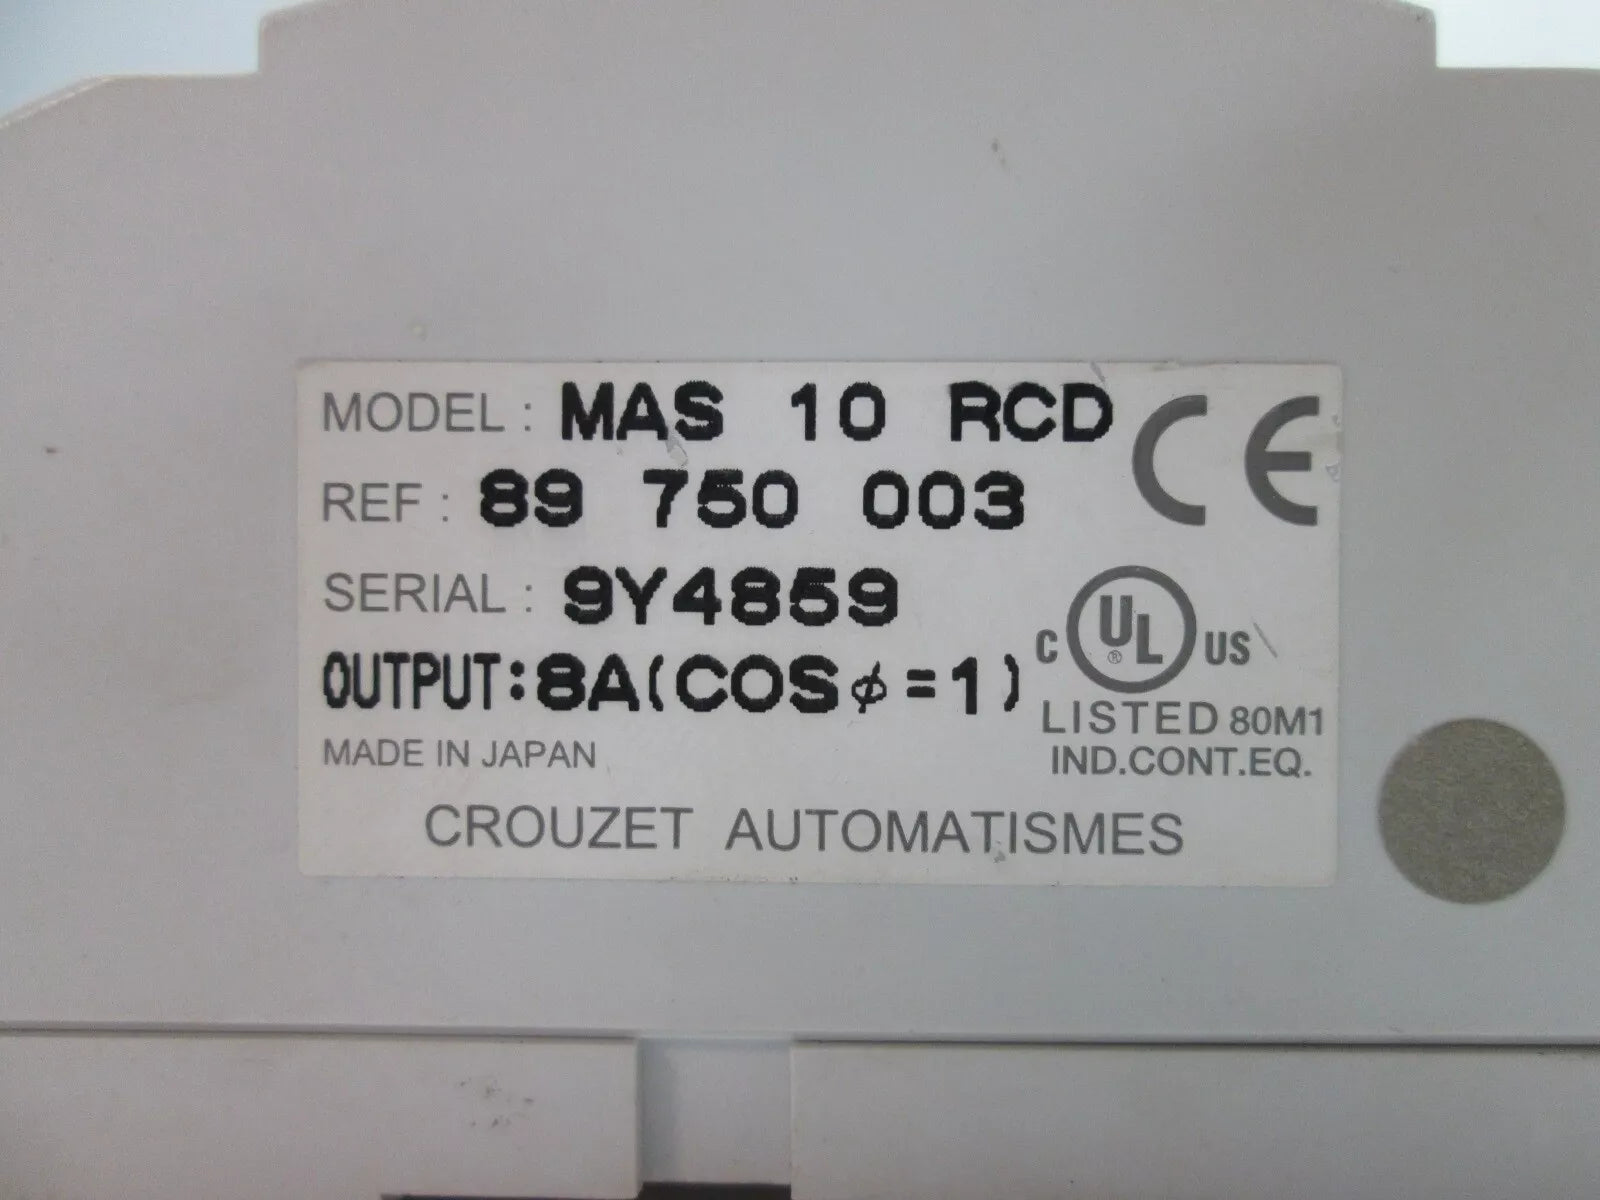 MODEL : MAS 10 RCD
CE
REF : 89 750 003
SERIAL : 9Y4859
C UL ® US
OUTPUT:8A(COSφ=1)
LISTED 80M1
MADE IN JAPAN
IND.CONT.EQ.
CROUZET AUTOMATISMES